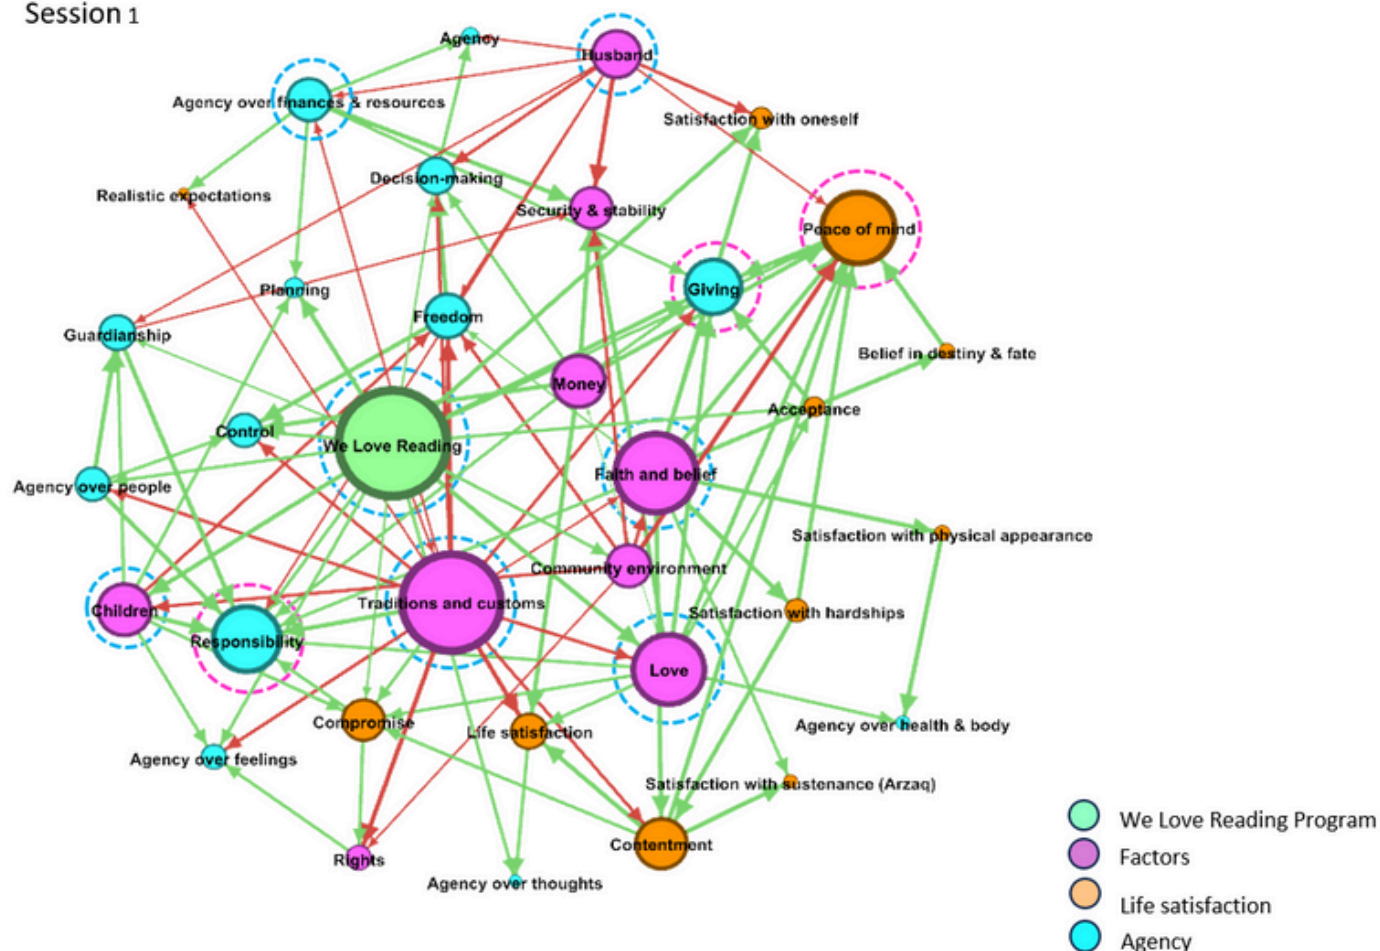 Session 1
Agency
Husband
Agency over finances & resources
Satisfaction with oneself
Decision-making
Realistic expectations
Security & stability
Peace of mind
Planning
Giving
Freedom
Guardianship
Belief in destiny & fate
Money
Acceptance
Control
We Love Reading
Faith and belief
Agency over people
Satisfaction with physical appearance
Community environment
Traditions and customs
Children
Satisfaction with hardships
Responsibility
Love
Compromise
Life satisfaction
Agency over health & body
Agency over feelings
Satisfaction with sustenance (Arzaq)
Contentment
Rights
Agency over thoughts
We Love Reading Program
Factors
Life satisfaction
Agency